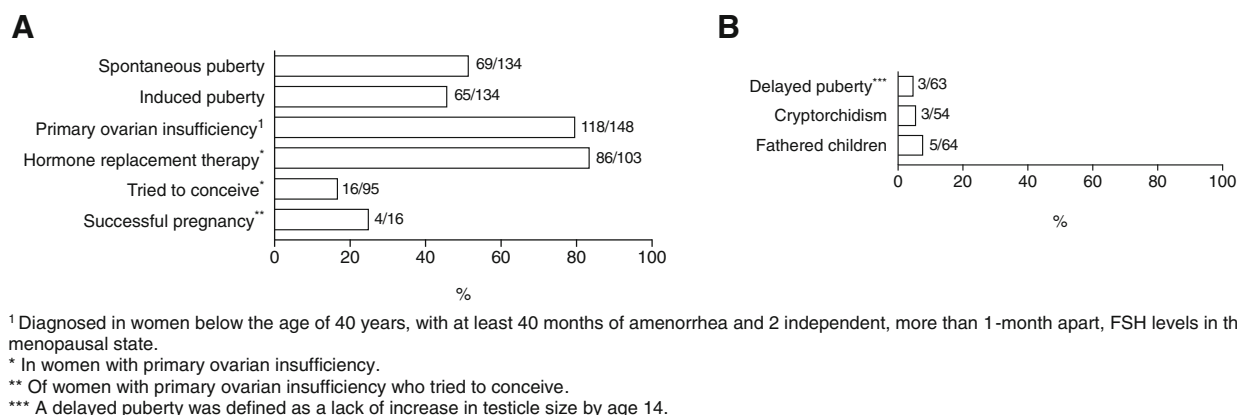 A
Spontaneous puberty 69/134
Induced puberty 65/134
Primary ovarian insufficiency¹ 118/148
Hormone replacement therapy* 86/103
Tried to conceive* 16/95
Successful pregnancy** 4/16
0 20 40 60 80 100
%
B
Delayed puberty*** 3/63
Cryptorchidism 3/54
Fathered children 5/64
0 20 40 60 80 100
%
¹ Diagnosed in women below the age of 40 years, with at least 40 months of amenorrhea and 2 independent, more than 1-month apart, FSH levels in th
menopausal state.
* In women with primary ovarian insufficiency.
** Of women with primary ovarian insufficiency who tried to conceive.
*** A delayed puberty was defined as a lack of increase in testicle size by age 14.